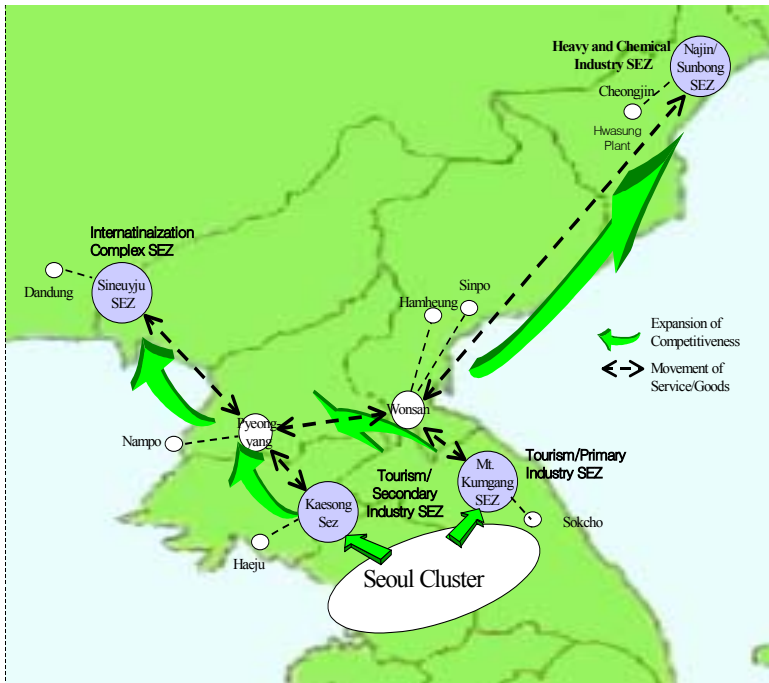 Heavy and Chemical
Industry SEZ
Najin/
Sunbong
SEZ
Cheongjin
Hwasung
Plant
Internatinaization
Complex SEZ
Dandung
Sineuyju
SEZ
Sinpo
Hamheung
Expansion of
Competitiveness
Movement of
Service/Goods
Wonsan
Pyeong-
yang
Nampo
Tourism/
Secondary
Industry SEZ
Mt.
Kumgang
SEZ
Tourism/Primary
Industry SEZ
Kaesong
Sez
Sokcho
Haeju
Seoul Cluster